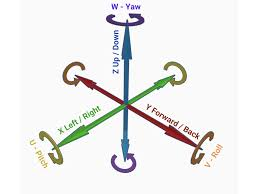 W - Yaw
Z Up / Down
X Left / Right
Y Forward / Back
U - Pitch
V - Roll